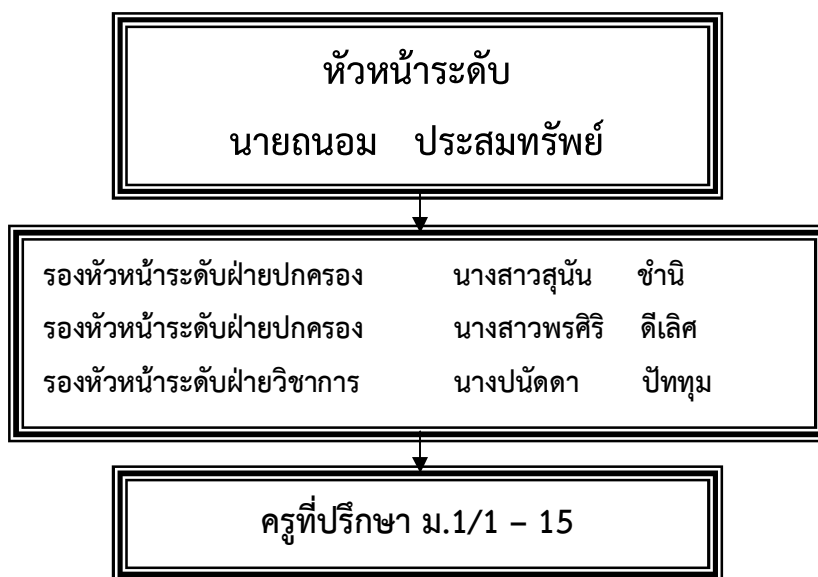 หัวหน้าระดับ
นายถนอม ประสมทรัพย์
รองหัวหน้าระดับฝ่ายปกครอง นางสาวสุนัน ชำนิ
รองหัวหน้าระดับฝ่ายปกครอง นางสาวพรศิริ ดีเลิศ
รองหัวหน้าระดับฝ่ายวิชาการ นางปนัดดา ปัททุม
ครูที่ปรึกษา ม.1/1 – 15